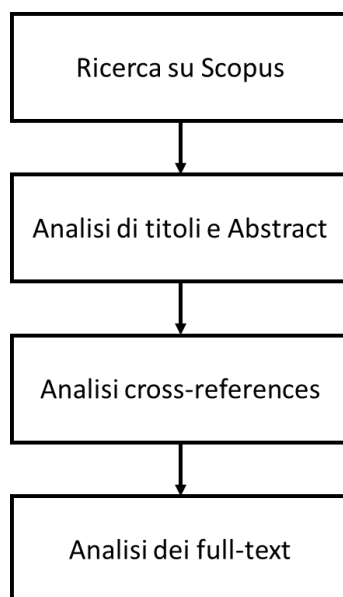 Ricerca su Scopus
Analisi di titoli e Abstract
Analisi cross-references
Analisi dei full-text